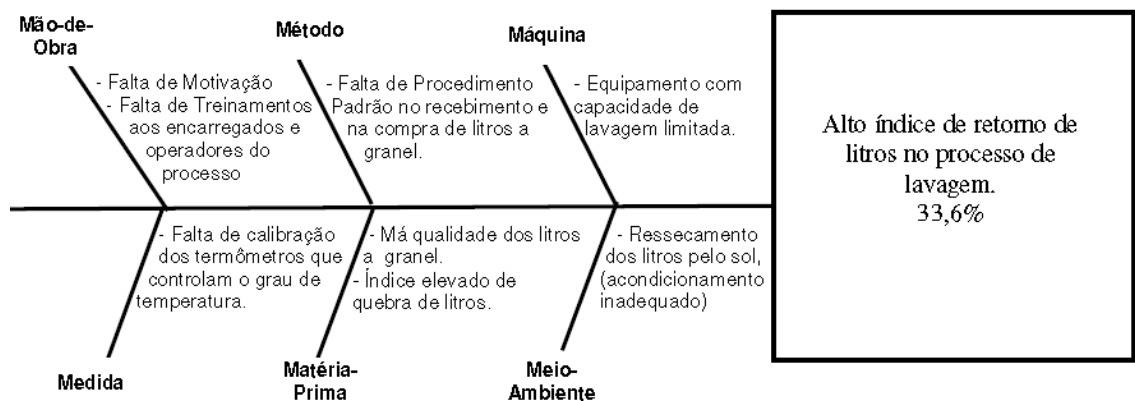 Mão-de-
Obra
- Falta de Motivação
- Falta de Treinamentos
aos encarregados e
operadores do
processo
Método
- Falta de Procedimento
Padrão no recebimento e
na compra de litros a
granel.
Máquina
- Equipamento com
capacidade de
lavagem limitada.
- Falta de calibração
dos termômetros que
controlam o grau de
temperatura.
Medida
- Má qualidade dos litros
a granel.
- Índice elevado de
quebra de litros.
Matéria-
Prima
- Ressecamento
dos litros pelo sol,
(acondicionamento
inadequado)
Meio-
Ambiente
Alto índice de retorno de
litros no processo de
lavagem.
33,6%